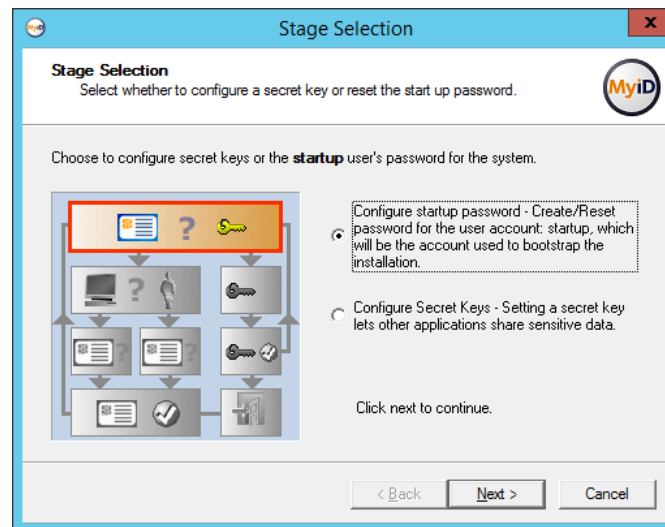 Stage Selection
x
Stage Selection
Select whether to configure a secret key or reset the start up password.
MyiD
Choose to configure secret keys or the startup user's password for the system.
?
?
?
?
Configure startup password - Create/Reset
password for the user account: startup, which
will be the account used to bootstrap the
installation.
Configure Secret Keys - Setting a secret key
lets other applications share sensitive data.
Click next to continue.
< Back
Next >
Cancel